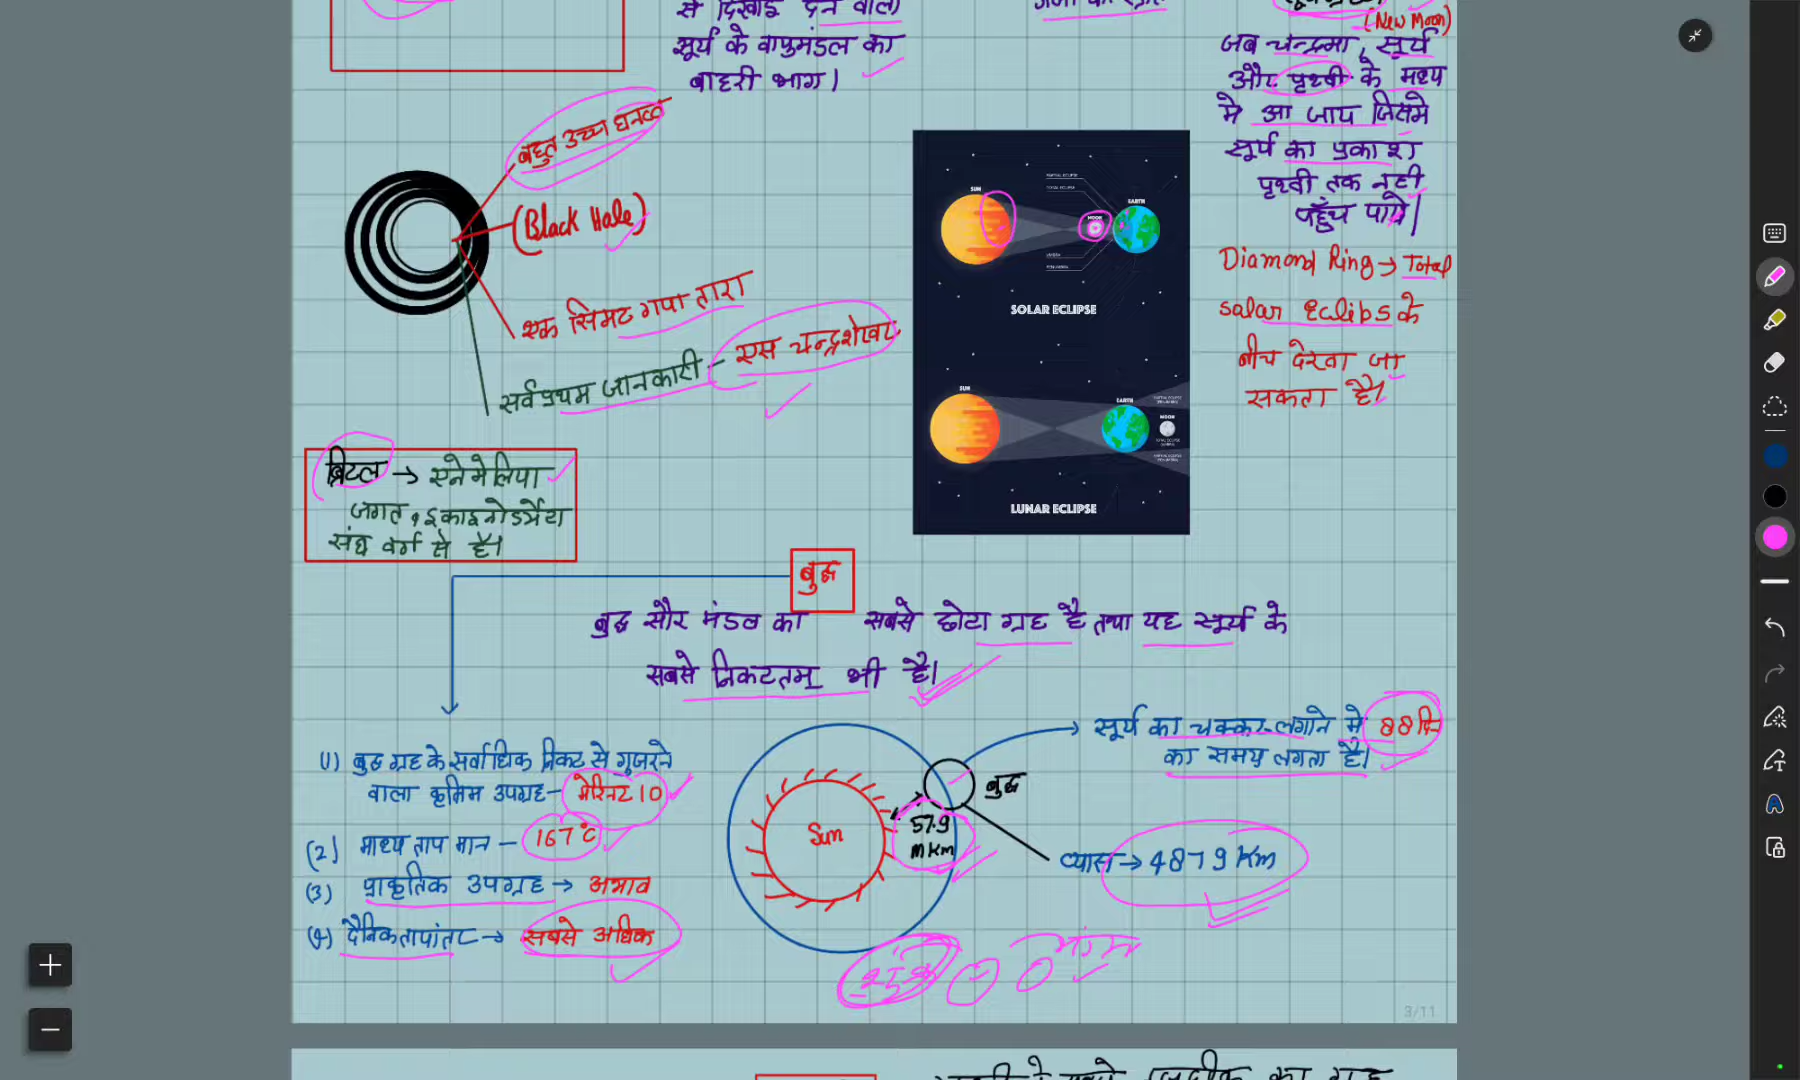 से दिखाई देने वाला
सूर्य के वायुमंडल का
बाहरी भाग।
(New Moon)
जब चन्द्रमा, सूर्य
और पृथ्वी के मध्य
मे आ जाय जिसमे
सूर्य का प्रकाश
पृथ्वी तक नही
पहुँच पाये।
Diamond Ring → Total
Solar Eclibs के
बीच देखा जा
सकता है।
बहुत उच्च घनत्व
(Black Hale)
एक सिमट गया तारा
सर्वप्रथम जानकारी - एस चन्द्रशेखर
SUN
MOON
EARTH
SOLAR ECLIPSE
SUN
EARTH
MOON
LUNAR ECLIPSE
ब्रिटल → एनेमेलिया
जगत, इकाइनोडर्मेटा
संघ वर्ग से है।
बुद्ध
बुद्ध सौर मंडल का सबसे छोटा ग्रह है तथा यह सूर्य के
सबसे निकटतम भी है।
(1) बुद्ध ग्रह के सर्वाधिक निकट से गुजरने
वाला कृत्रिम उपग्रह- मेरिनट 10
(2) माध्य ताप मान - 167°C
(3) प्राकृतिक उपग्रह → अभाव
(4) दैनिक तापांतर → सबसे अधिक
Sun
57.9
m km
बुद्ध
सूर्य का चक्कर लगाने मे 88 दिन
का समय लगता है।
व्यास → 4879 Km
3/11